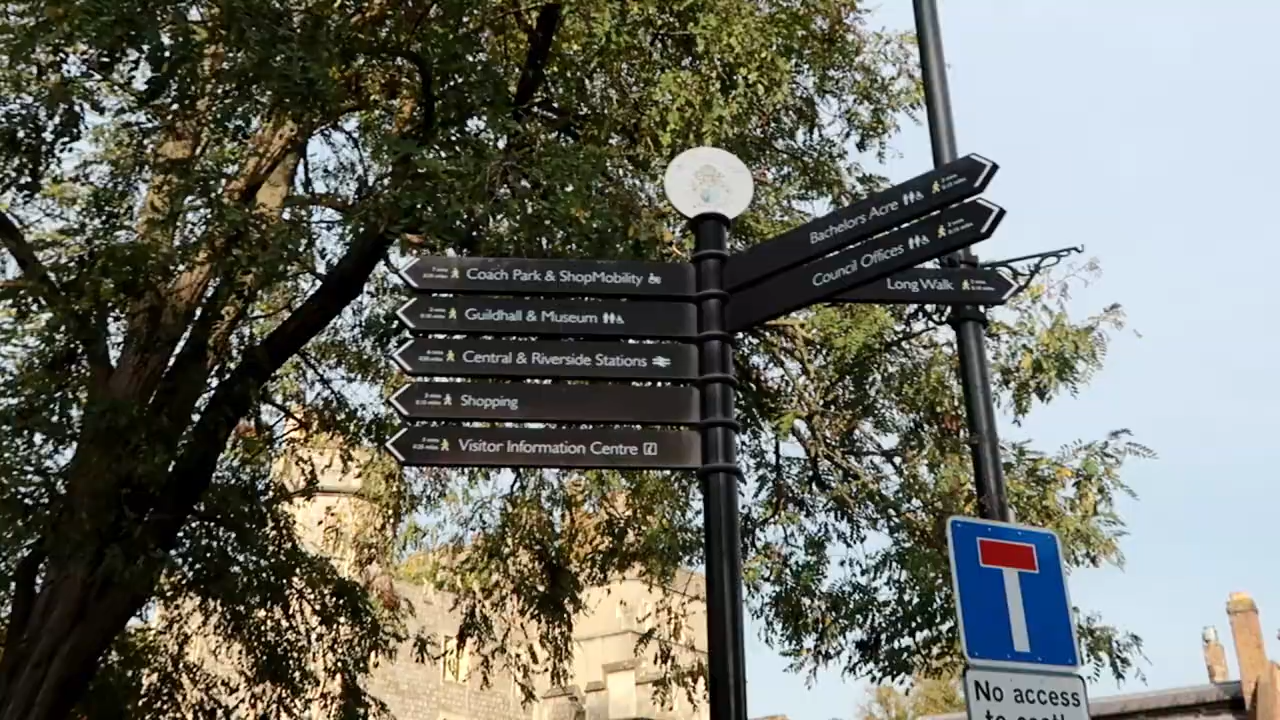 Coach Park & ShopMobility
Guildhall & Museum
Central & Riverside Stations
Shopping
Visitor Information Centre
Bachelors Acre
Council Offices
Long Walk
No access
to